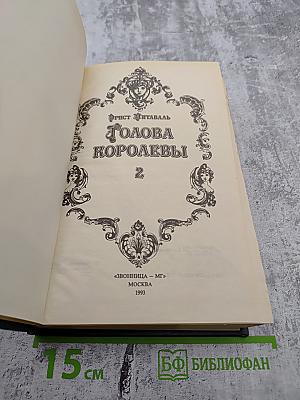 Эрнст Питаваль
Голова
королевы
2
«ЗВОННИЦА — МГ»
МОСКВА
1993
15 см
БФ БИБЛИОФАН